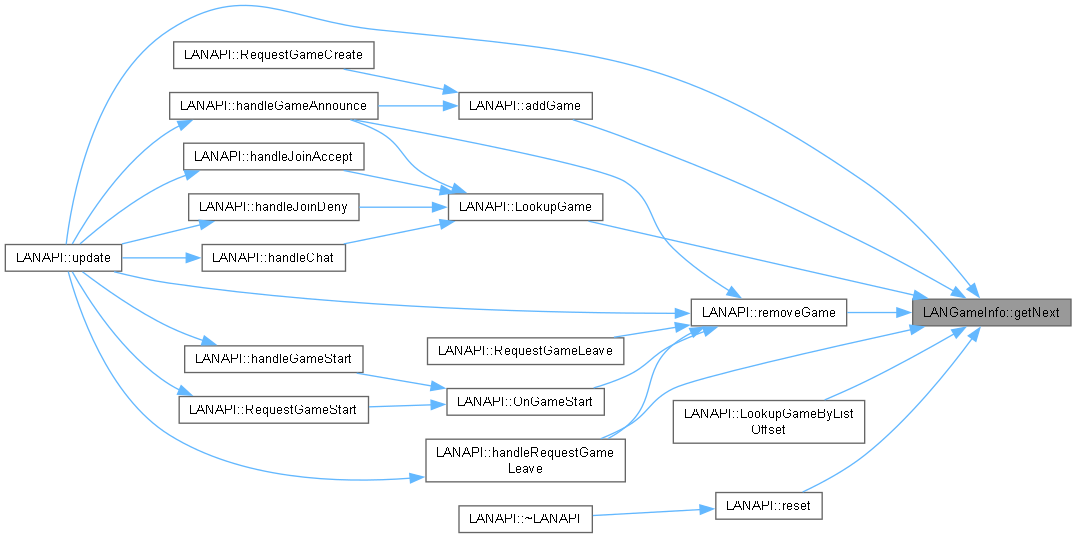 LANAPI::RequestGameCreate
LANAPI::handleGameAnnounce
LANAPI::addGame
LANAPI::handleJoinAccept
LANAPI::handleJoinDeny
LANAPI::LookupGame
LANAPI::update
LANAPI::handleChat
LANAPI::removeGame
LANGameInfo::getNext
LANAPI::handleGameStart
LANAPI::RequestGameLeave
LANAPI::RequestGameStart
LANAPI::OnGameStart
LANAPI::LookupGameByList
Offset
LANAPI::handleRequestGame
Leave
LANAPI::reset
LANAPI::~LANAPI